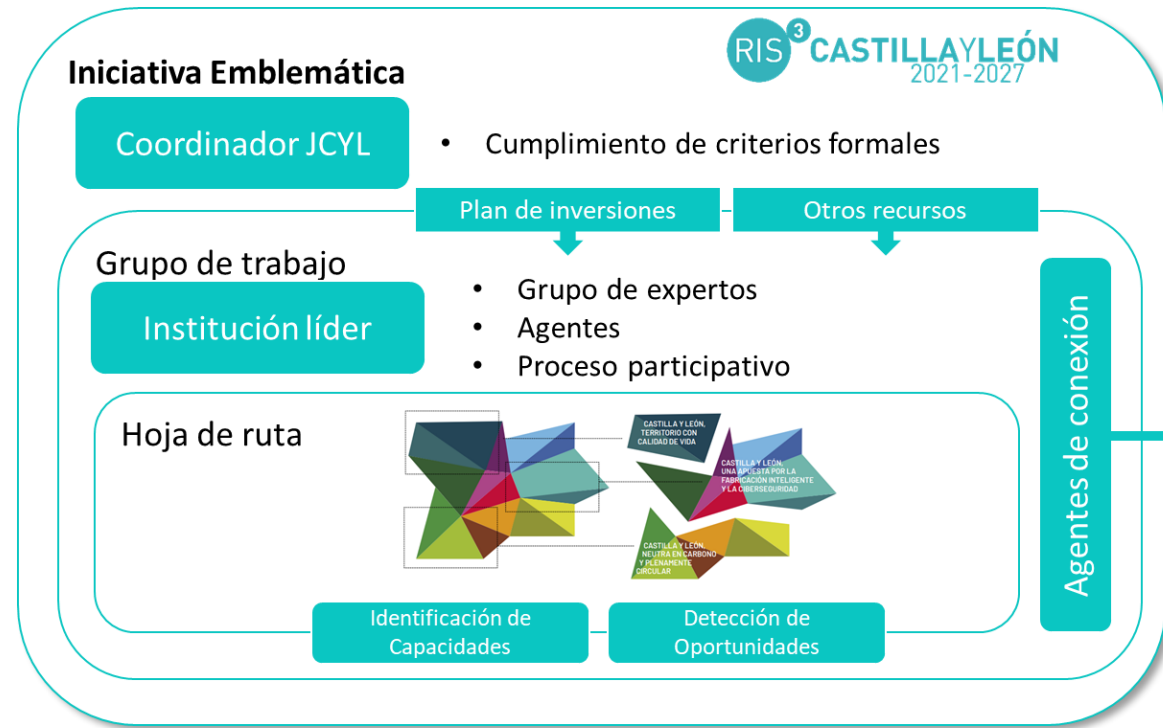 RIS3 CASTILLAYLEÓN
2021-2027
Iniciativa Emblemática
Coordinador JCYL
• Cumplimiento de criterios formales
Plan de inversiones
Otros recursos
Grupo de trabajo
Institución líder
• Grupo de expertos
• Agentes
• Proceso participativo
Agentes de conexión
Hoja de ruta
CASTILLA Y LEÓN,
TERRITORIO CON
CALIDAD DE VIDA
CASTILLA Y LEÓN,
UNA APUESTA POR LA
FABRICACIÓN INTELIGENTE
Y LA CIBERSEGURIDAD
CASTILLA Y LEÓN,
NEUTRA EN CARBONO
Y PLENAMENTE
CIRCULAR
Identificación de
Capacidades
Detección de
Oportunidades